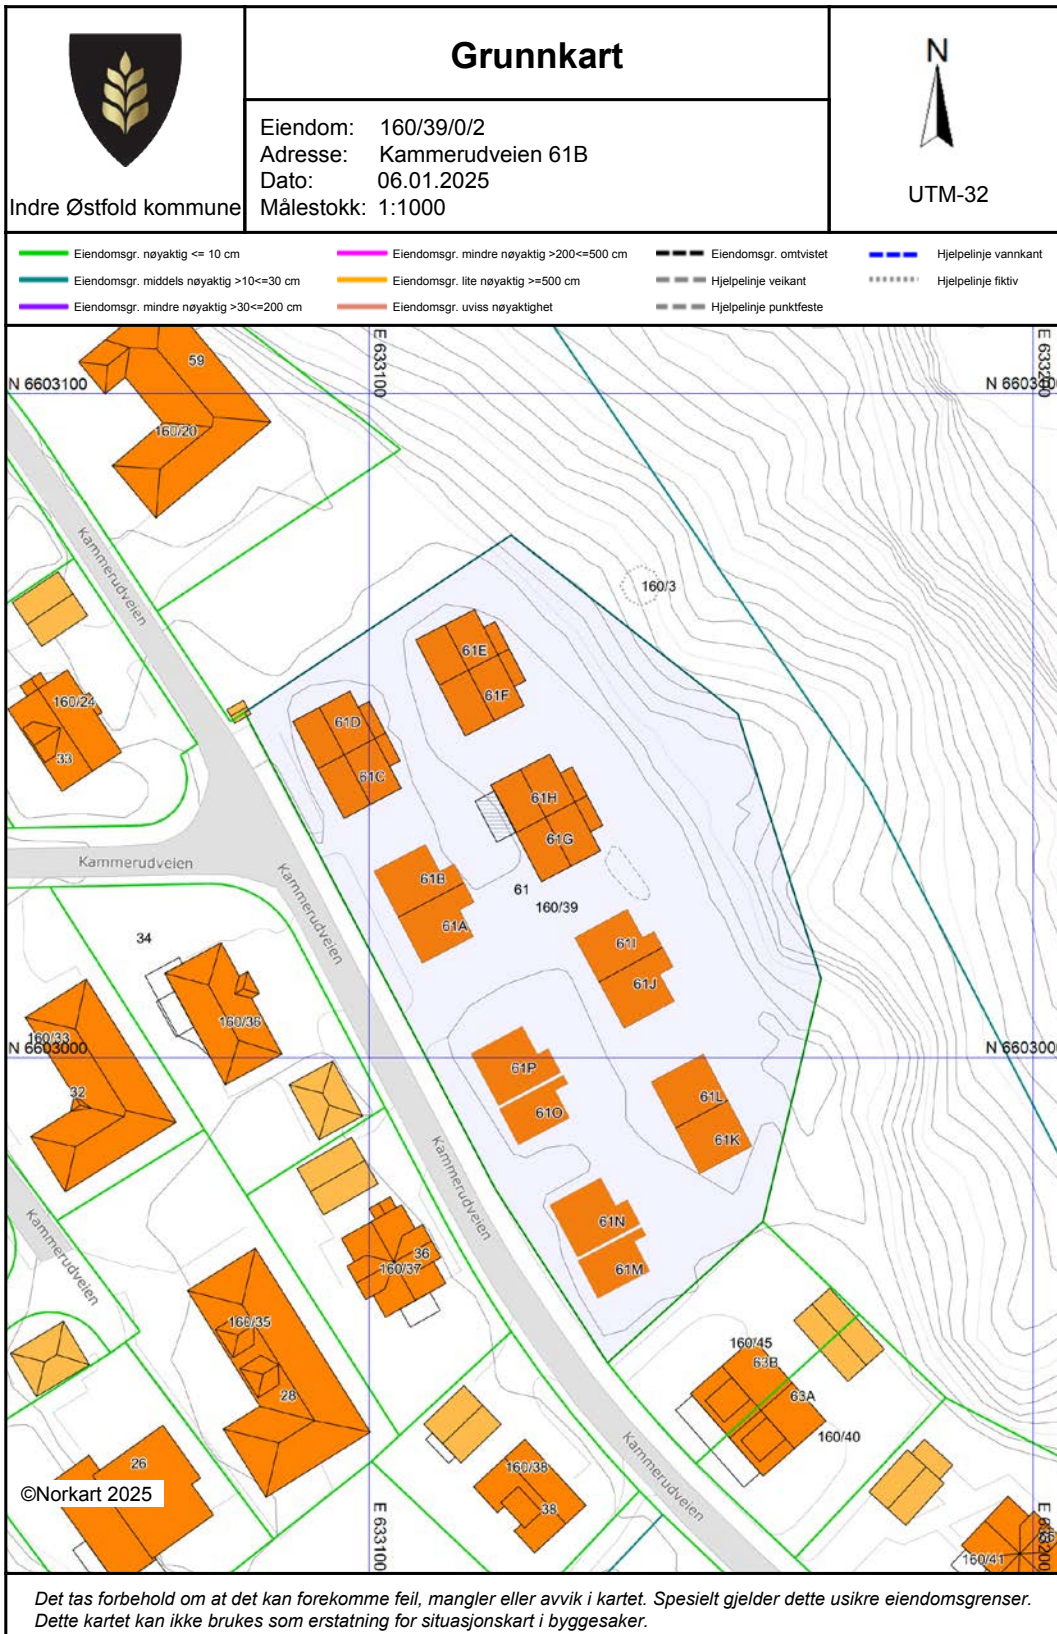 Grunnkart
Eiendom: 160/39/0/2
Adresse: Kammerudveien 61B
Dato: 06.01.2025
Målestokk: 1:1000
Indre Østfold kommune
N
UTM-32
Eiendomsgr. nøyaktig <= 10 cm
Eiendomsgr. middels nøyaktig >10<=30 cm
Eiendomsgr. mindre nøyaktig >30<=200 cm
Eiendomsgr. mindre nøyaktig >200<=500 cm
Eiendomsgr. lite nøyaktig >=500 cm
Eiendomsgr. uviss nøyaktighet
Eiendomsgr. omtvistet
Hjelpelinje veikant
Hjelpelinje punktfeste
Hjelpelinje vannkant
Hjelpelinje fiktiv
E 633100
E 633200
59
N 6603100
N 6603100
160/20
Kammerudveien
160/3
61E
61F
160/24
61D
33
61C
61H
61G
Kammerudveien
Kammerudveien
61B
61
160/39
61A
34
61I
61J
160/36
160/33
N 6603000
N 6603000
32
61P
61O
61L
61K
Kammerudveien
Kammerudveien
61N
36
160/37
61M
160/35
160/45
63B
28
63A
160/40
26
160/38
38
Kammerudveien
©Norkart 2025
E 633100
E 633200
160/41
Det tas forbehold om at det kan forekomme feil, mangler eller avvik i kartet. Spesielt gjelder dette usikre eiendomsgrenser.
Dette kartet kan ikke brukes som erstatning for situasjonskart i byggesaker.